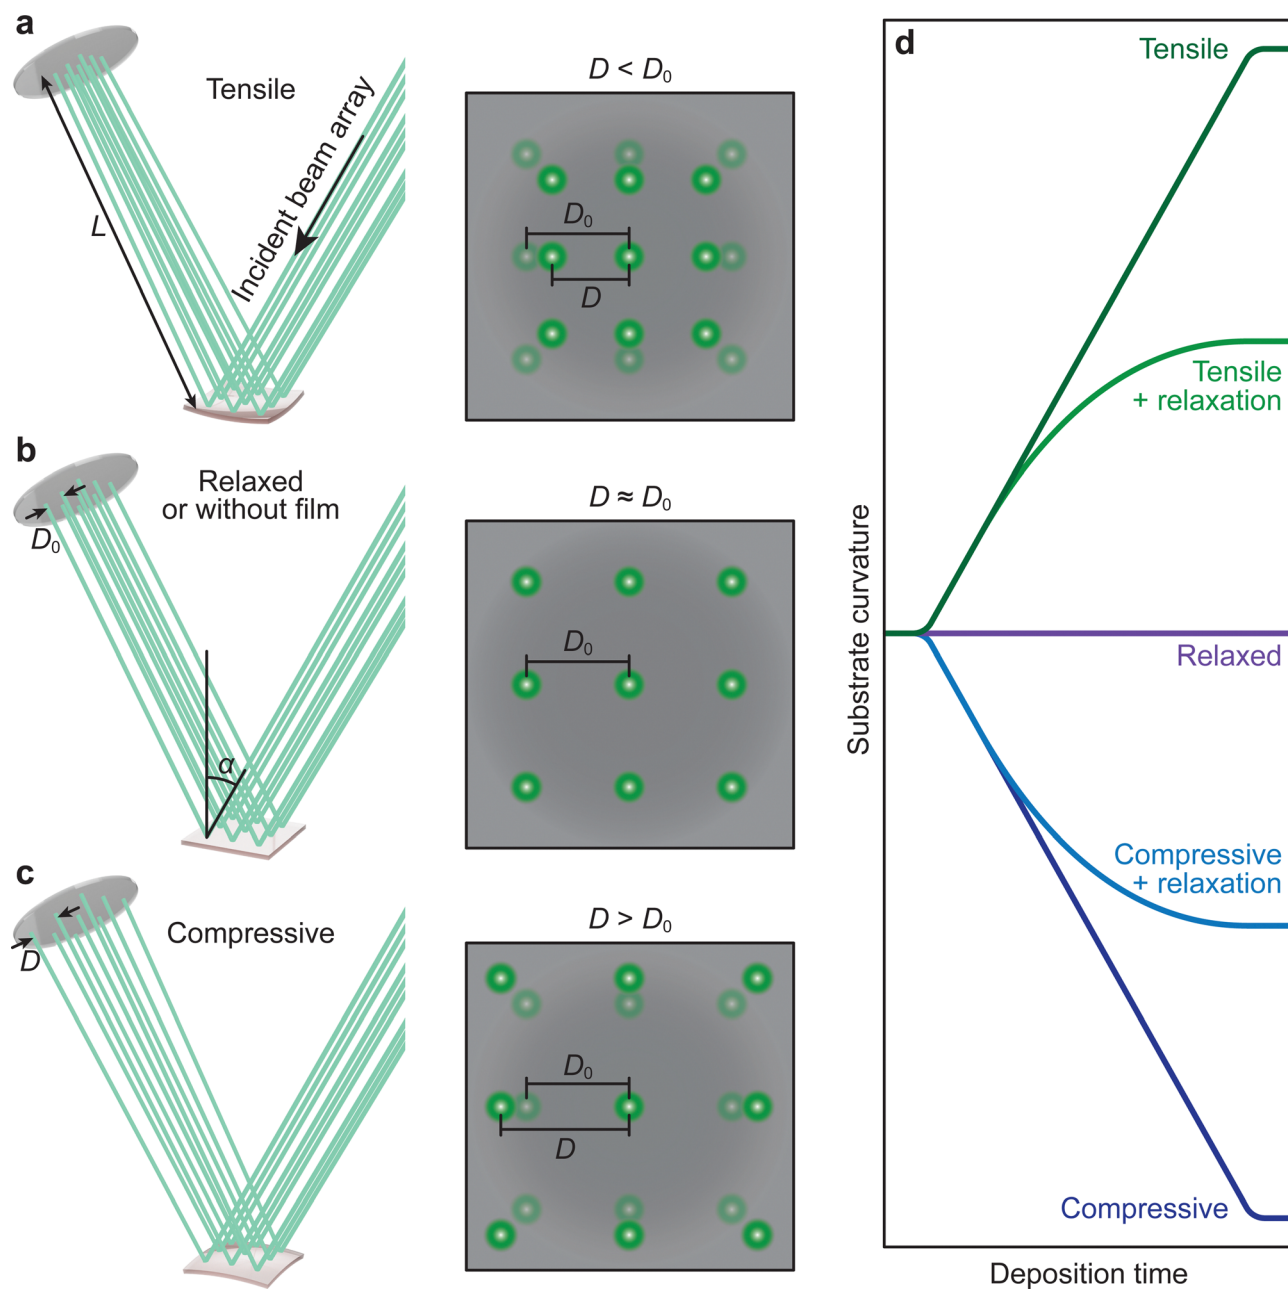 a
Tensile
Incident beam array
L
D < D₀
D₀
D
b
Relaxed
or without film
D₀
α
D ≈ D₀
D₀
c
Compressive
D
D > D₀
D₀
D
d
Tensile
Tensile
+ relaxation
Relaxed
Compressive
+ relaxation
Compressive
Substrate curvature
Deposition time